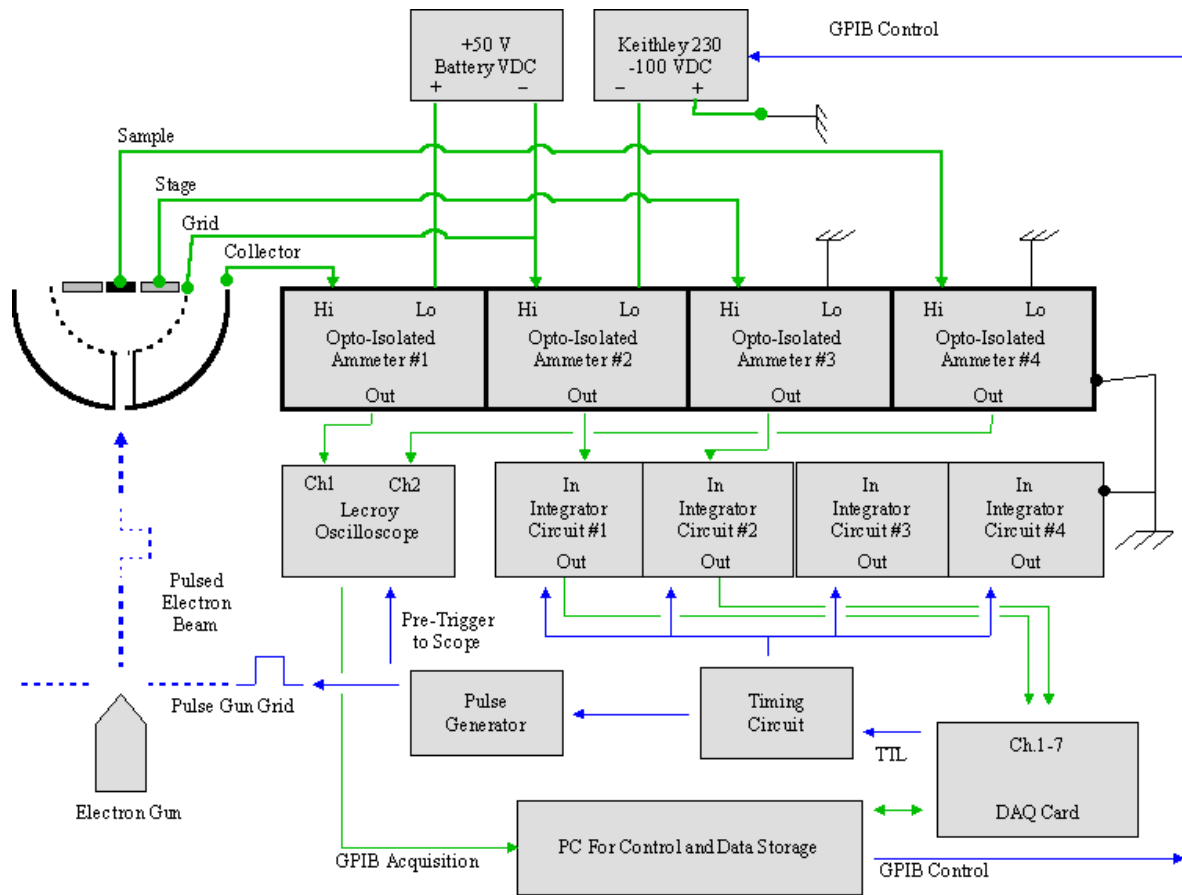 +50 V
Battery VDC
+ −
Keithley 230
-100 VDC
− +
GPIB Control
Sample
Stage
Grid
Collector
Hi Lo
Opto-Isolated
Ammeter #1
Out
Hi Lo
Opto-Isolated
Ammeter #2
Out
Hi Lo
Opto-Isolated
Ammeter #3
Out
Hi Lo
Opto-Isolated
Ammeter #4
Out
Ch1 Ch2
Lecroy
Oscilloscope
In
Integrator
Circuit #1
Out
In
Integrator
Circuit #2
Out
In
Integrator
Circuit #3
Out
In
Integrator
Circuit #4
Out
Pulsed
Electron
Beam
Pre-Trigger
to Scope
Pulse Gun Grid
Pulse
Generator
Timing
Circuit
TTL
Ch.1-7
DAQ Card
Electron Gun
GPIB Acquisition
PC For Control and Data Storage
GPIB Control